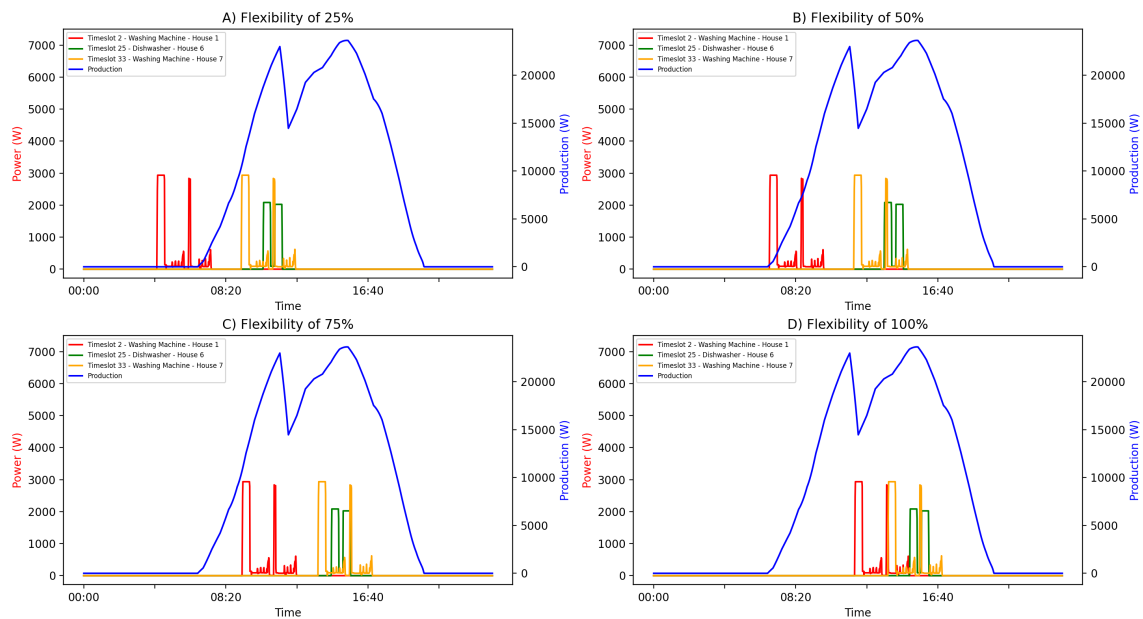 A) Flexibility of 25%
Timeslot 2 - Washing Machine - House 1
Timeslot 25 - Dishwasher - House 6
Timeslot 33 - Washing Machine - House 7
Production
7000
6000
5000
4000
3000
2000
1000
0
Power (W)
20000
15000
10000
5000
0
Production (W)
00:00
08:20
16:40
Time
B) Flexibility of 50%
Timeslot 2 - Washing Machine - House 1
Timeslot 25 - Dishwasher - House 6
Timeslot 33 - Washing Machine - House 7
Production
7000
6000
5000
4000
3000
2000
1000
0
Power (W)
20000
15000
10000
5000
0
Production (W)
00:00
08:20
16:40
Time
C) Flexibility of 75%
Timeslot 2 - Washing Machine - House 1
Timeslot 25 - Dishwasher - House 6
Timeslot 33 - Washing Machine - House 7
Production
7000
6000
5000
4000
3000
2000
1000
0
Power (W)
20000
15000
10000
5000
0
Production (W)
00:00
08:20
16:40
Time
D) Flexibility of 100%
Timeslot 2 - Washing Machine - House 1
Timeslot 25 - Dishwasher - House 6
Timeslot 33 - Washing Machine - House 7
Production
7000
6000
5000
4000
3000
2000
1000
0
Power (W)
20000
15000
10000
5000
0
Production (W)
00:00
08:20
16:40
Time